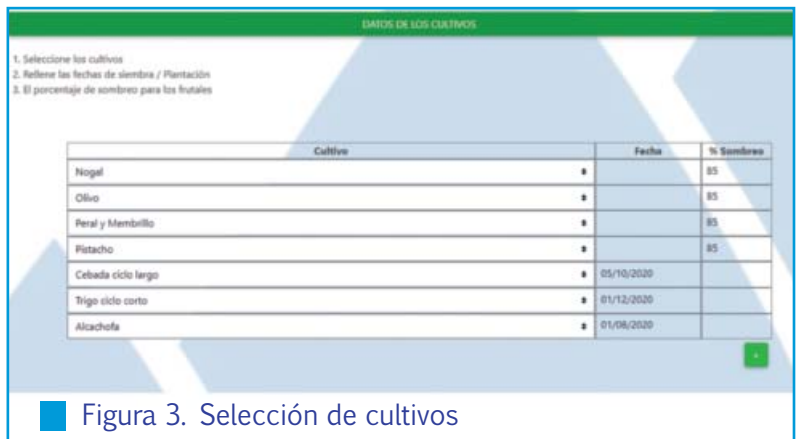 DATOS DE LOS CULTIVOS
1. Seleccione los cultivos
2. Rellene las fechas de siembra / Plantación
3. El porcentaje de sombreo para los frutales
Cultivo Fecha % Sombreo
Nogal 85
Olivo 85
Peral y Membrillo 85
Pistacho 85
Cebada ciclo largo 05/10/2020
Trigo ciclo corto 01/12/2020
Alcachofa 01/08/2020
+
Figura 3. Selección de cultivos